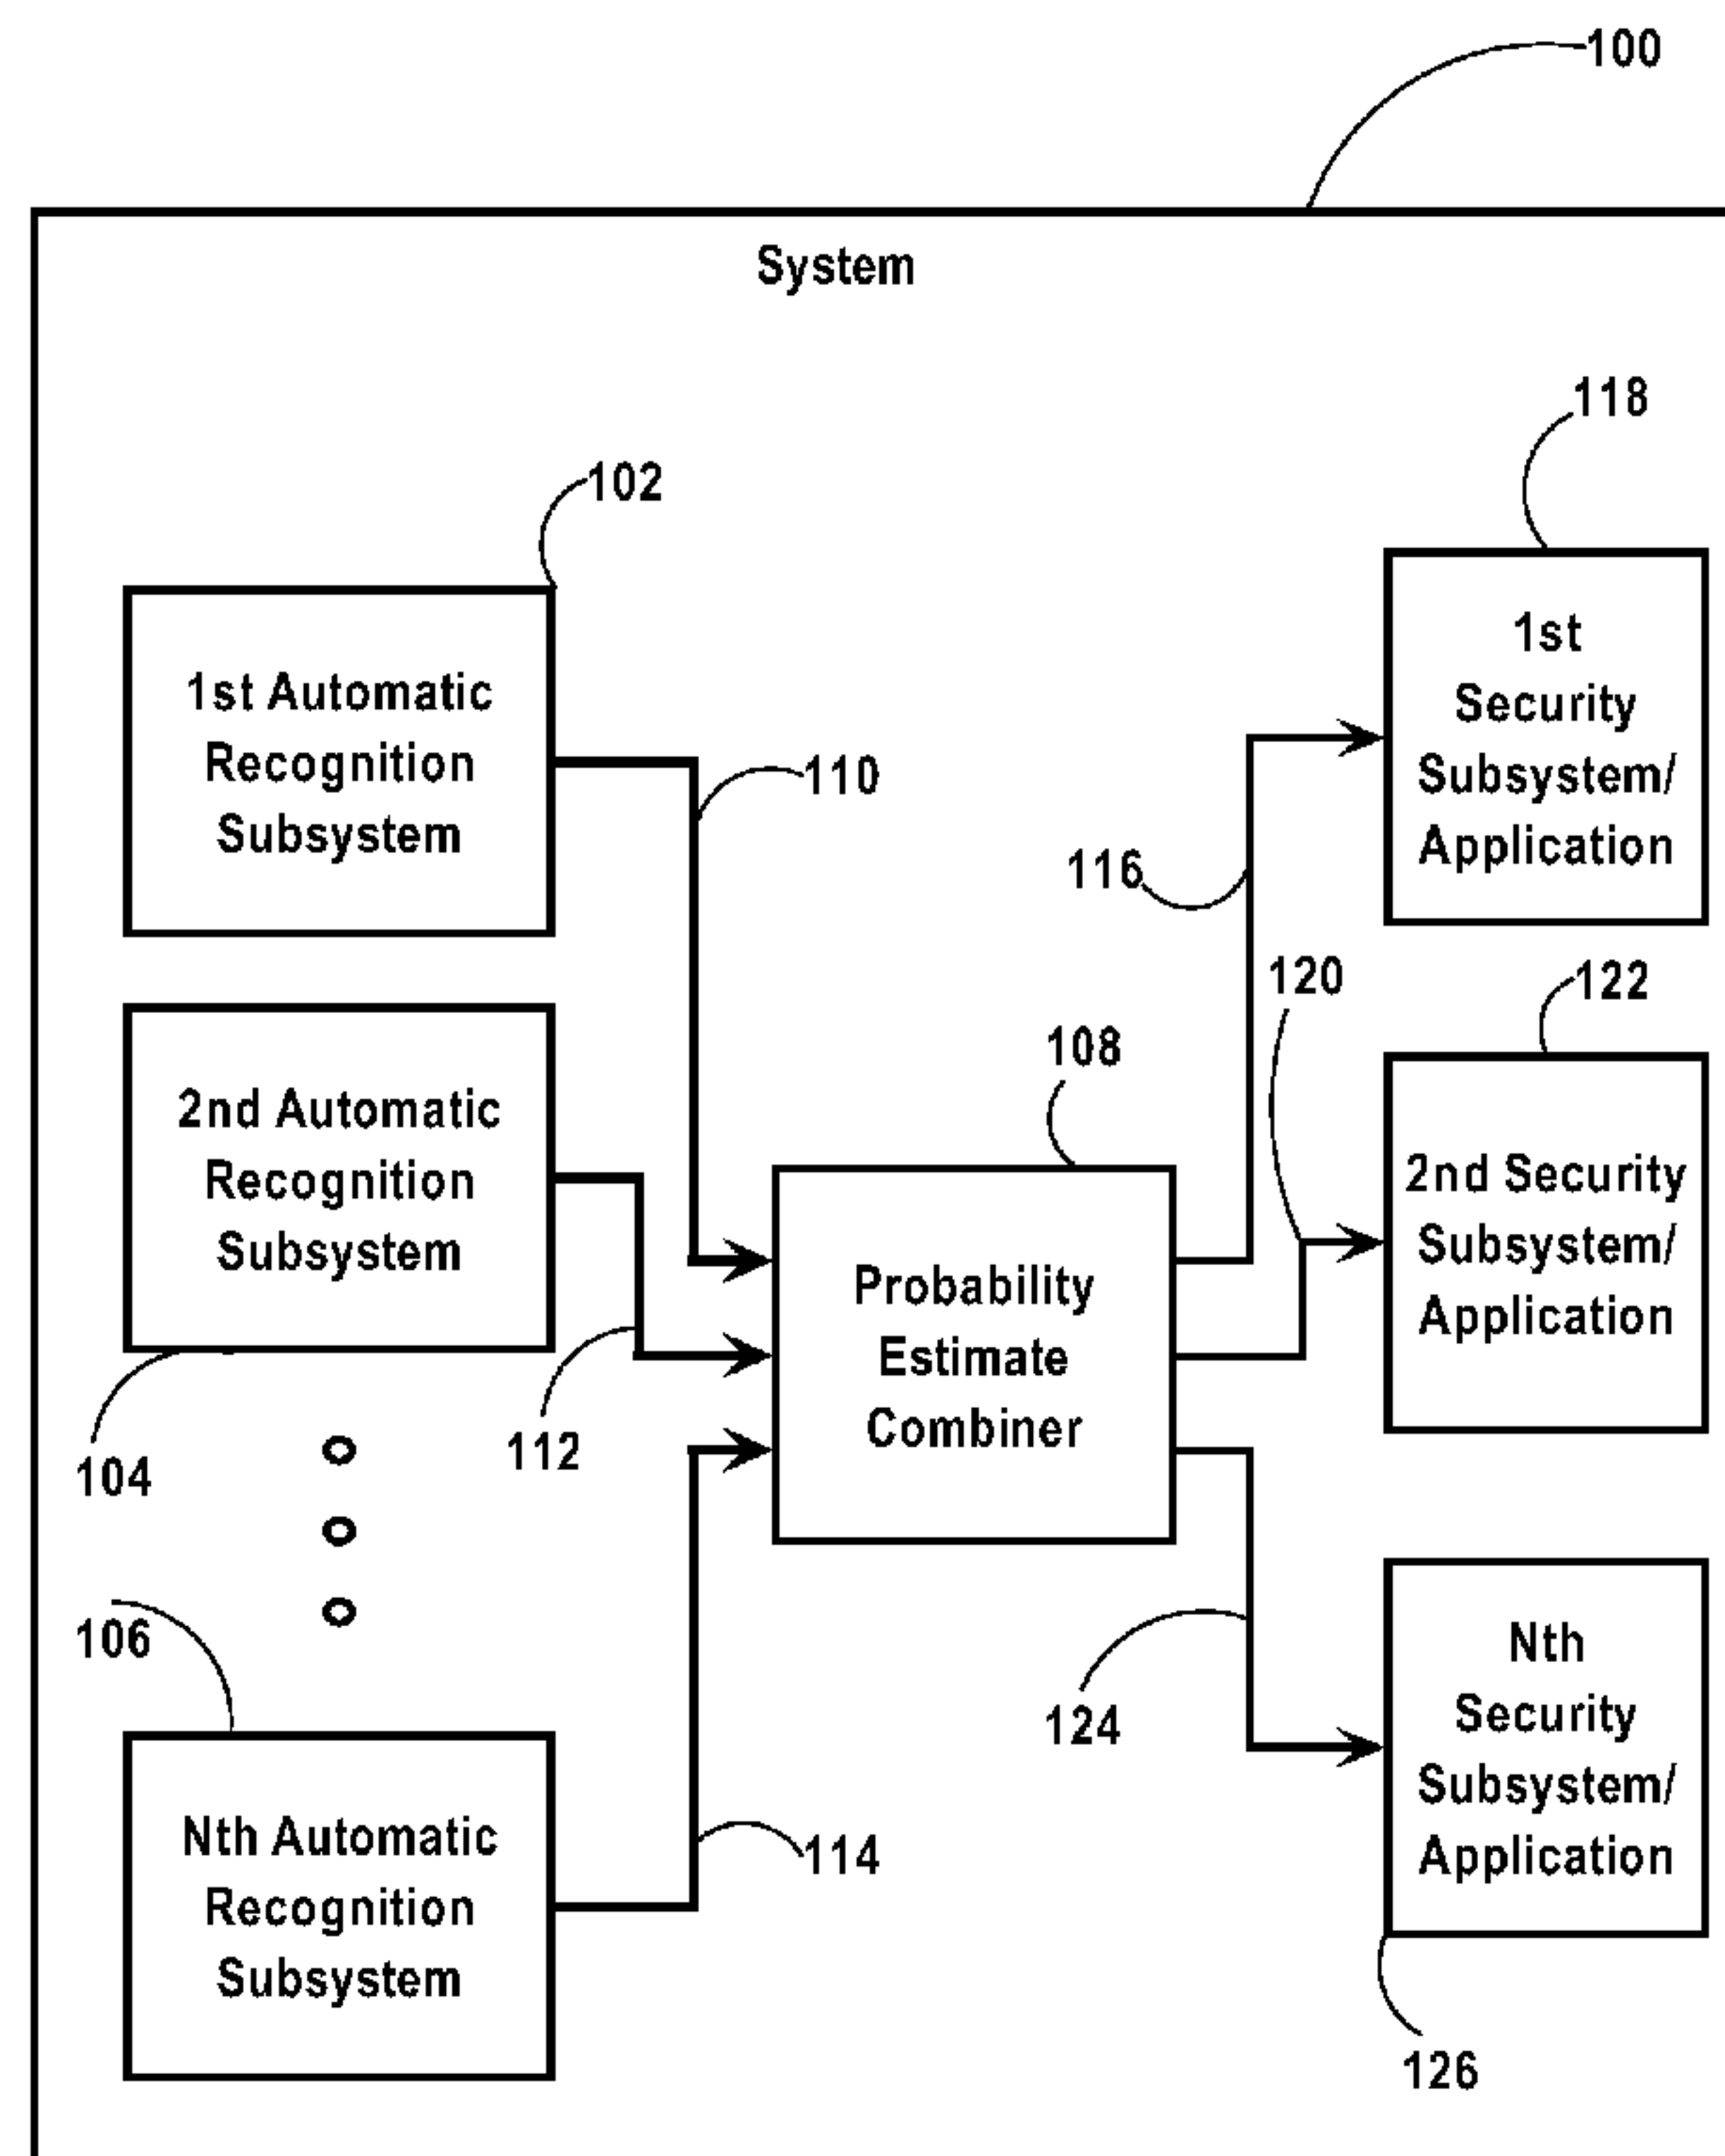 100
System
118
102
1st Automatic
Recognition
Subsystem
1st
Security
Subsystem/
Application
110
116
120
122
2nd Automatic
Recognition
Subsystem
108
2nd Security
Subsystem/
Application
Probability
Estimate
Combiner
104
112
106
124
Nth
Security
Subsystem/
Application
Nth Automatic
Recognition
Subsystem
114
126